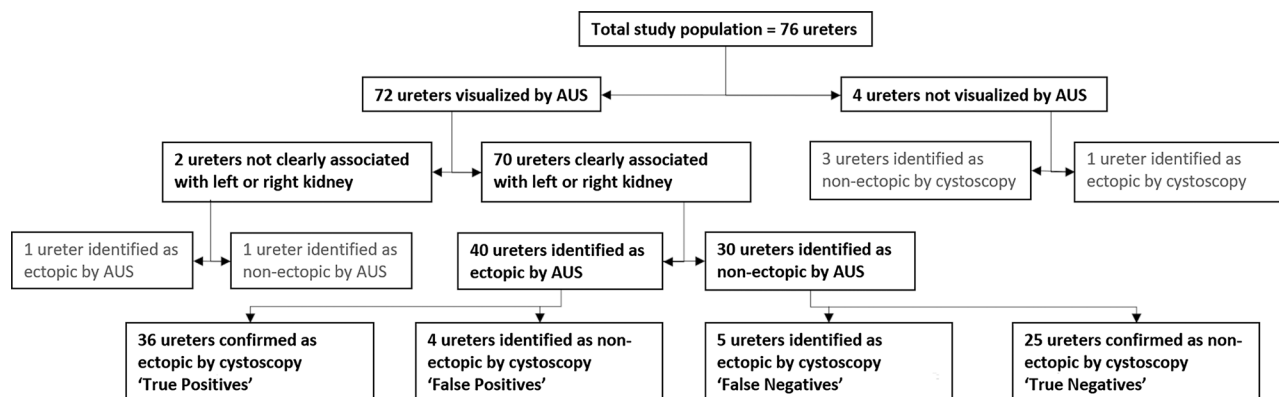 Total study population = 76 ureters
72 ureters visualized by AUS
4 ureters not visualized by AUS
2 ureters not clearly associated
with left or right kidney
70 ureters clearly associated
with left or right kidney
3 ureters identified as
non-ectopic by cystoscopy
1 ureter identified as
ectopic by cystoscopy
1 ureter identified as
ectopic by AUS
1 ureter identified as
non-ectopic by AUS
40 ureters identified as
ectopic by AUS
30 ureters identified as
non-ectopic by AUS
36 ureters confirmed as
ectopic by cystoscopy
‘True Positives’
4 ureters identified as non-
ectopic by cystoscopy
‘False Positives’
5 ureters identified as
ectopic by cystoscopy
‘False Negatives’
25 ureters confirmed as non-
ectopic by cystoscopy
‘True Negatives’